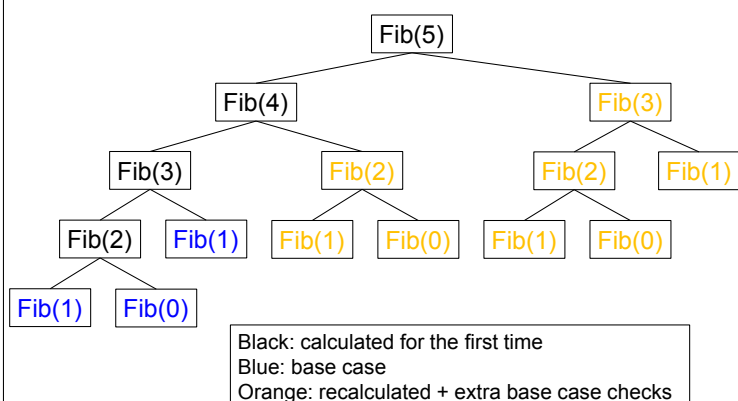 Fib(5)
Fib(4) Fib(3)
Fib(3) Fib(2) Fib(2) Fib(1)
Fib(2) Fib(1) Fib(1) Fib(0) Fib(1) Fib(0)
Fib(1) Fib(0)
Black: calculated for the first time
Blue: base case
Orange: recalculated + extra base case checks